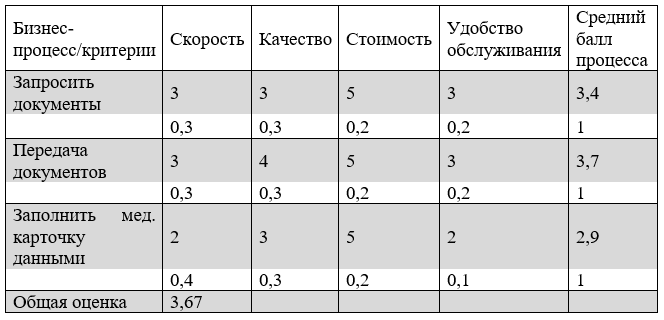 Бизнес-процесс/критерии Скорость Качество Стоимость Удобство обслуживания Средний балл процесса
Запросить документы 3 3 5 3 3,4
0,3 0,3 0,2 0,2 1
Передача документов 3 4 5 3 3,7
0,3 0,3 0,2 0,2 1
Заполнить мед. карточку данными 2 3 5 2 2,9
0,4 0,3 0,2 0,1 1
Общая оценка 3,67